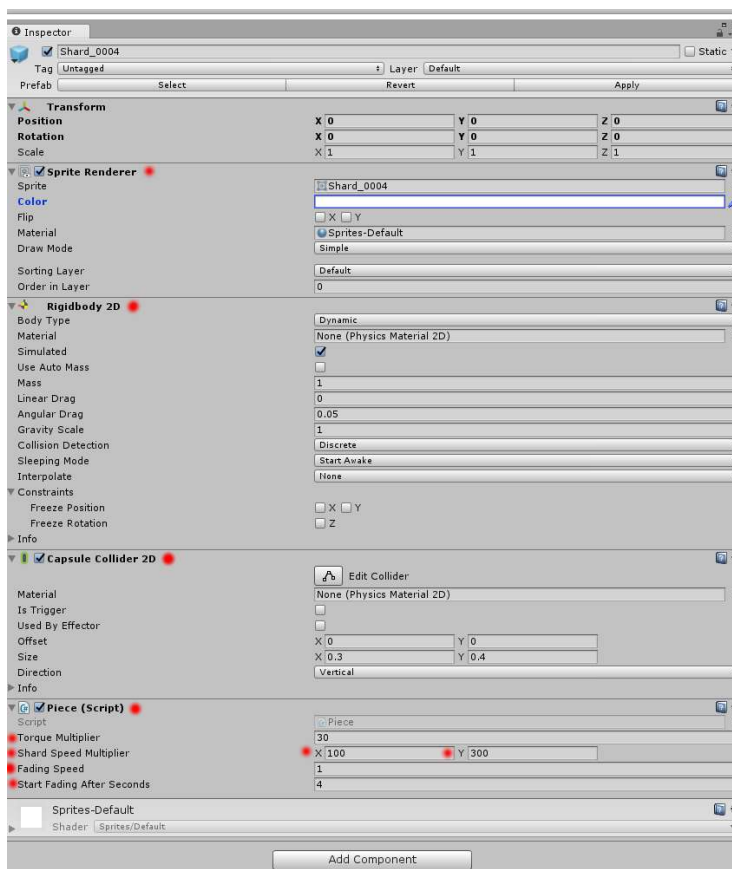 Inspector
Shard_0004 Static
Tag Untagged Layer Default
Prefab Select Revert Apply
Transform
Position X 0 Y 0 Z 0
Rotation X 0 Y 0 Z 0
Scale X 1 Y 1 Z 1
Sprite Renderer
Sprite Shard_0004
Color
Flip X Y
Material Sprites-Default
Draw Mode Simple
Sorting Layer Default
Order in Layer 0
Rigidbody 2D
Body Type Dynamic
Material None (Physics Material 2D)
Simulated
Use Auto Mass
Mass 1
Linear Drag 0
Angular Drag 0.05
Gravity Scale 1
Collision Detection Discrete
Sleeping Mode Start Awake
Interpolate None
Constraints
Freeze Position X Y
Freeze Rotation Z
Info
Capsule Collider 2D
Edit Collider
Material None (Physics Material 2D)
Is Trigger
Used By Effector
Offset X 0 Y 0
Size X 0.3 Y 0.4
Direction Vertical
Info
Piece (Script)
Script Piece
Torque Multiplier 30
Shard Speed Multiplier X 100 Y 300
Fading Speed 1
Start Fading After Seconds 4
Sprites-Default
Shader Sprites/Default
Add Component